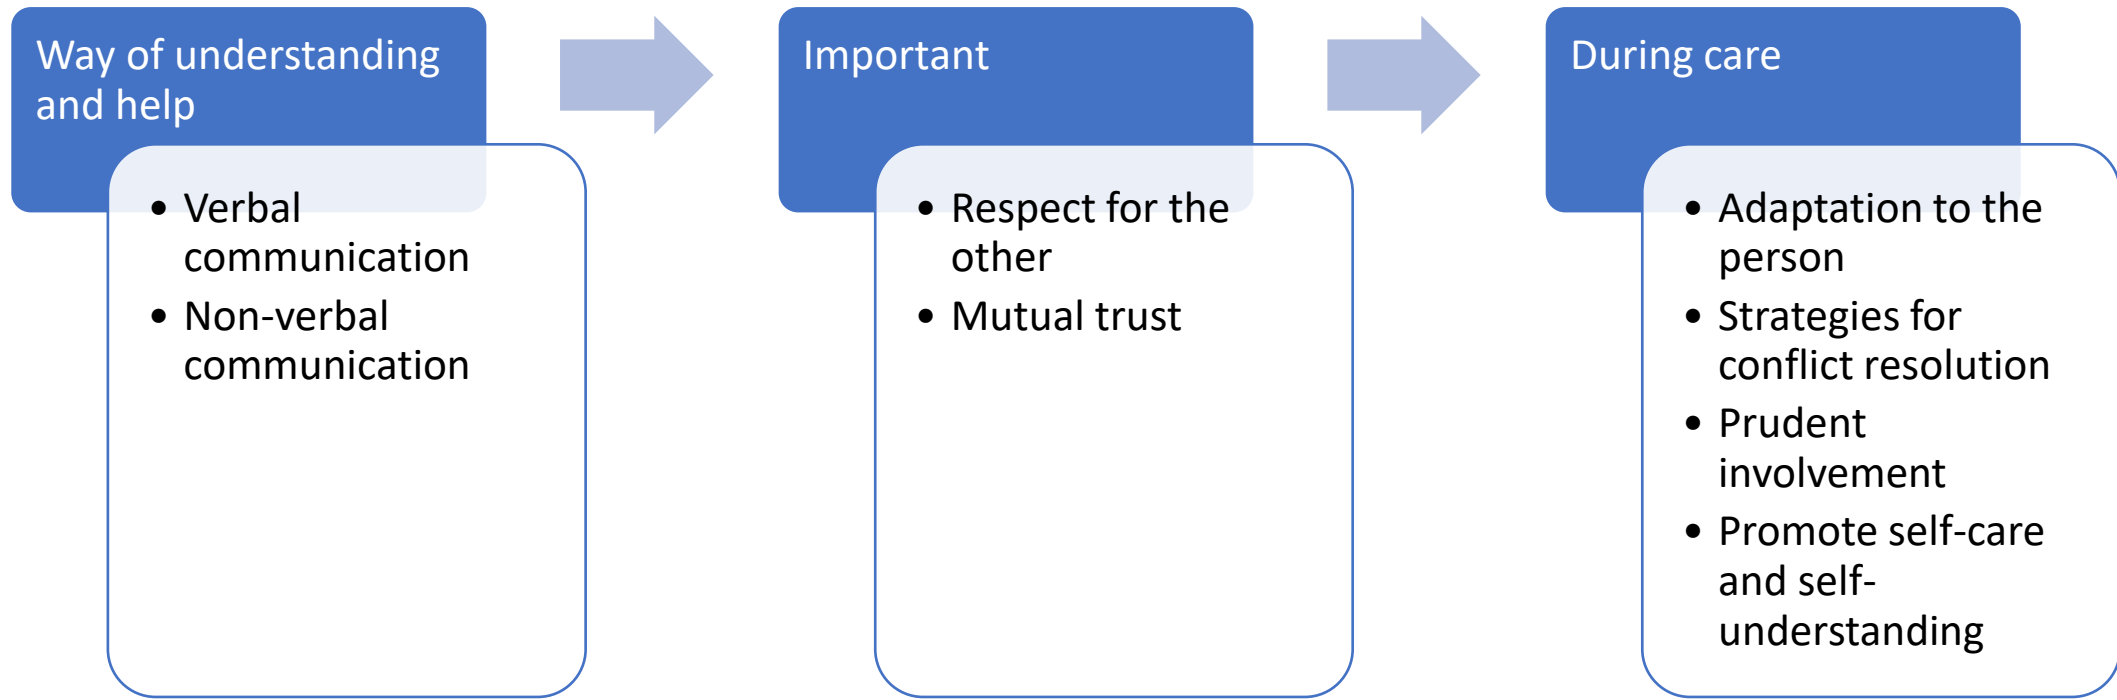 Way of understanding
and help
• Verbal
communication
• Non-verbal
communication
Important
• Respect for the
other
• Mutual trust
During care
• Adaptation to the
person
• Strategies for
conflict resolution
• Prudent
involvement
• Promote self-care
and self-
understanding